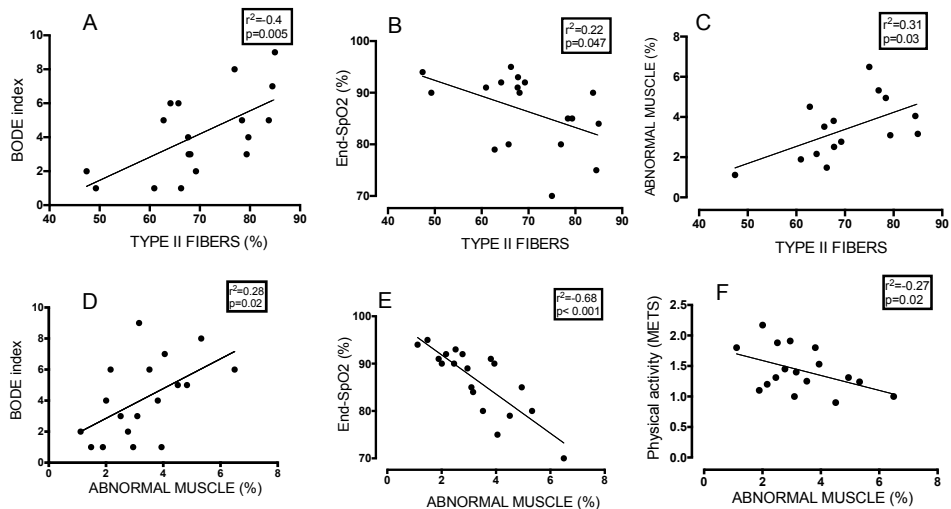 A
r²=-0.4
p=0.005
BODE index
10
8
6
4
2
0
40 50 60 70 80 90
TYPE II FIBERS (%)
B
r²=0.22
p=0.047
End-SpO2 (%)
100
90
80
70
40 50 60 70 80 90
TYPE II FIBERS
C
r²=0.31
p=0.03
ABNORMAL MUSCLE (%)
8
6
4
2
0
40 50 60 70 80 90
TYPE II FIBERS
D
r²=0.28
p=0.02
BODE index
10
8
6
4
2
0
0 2 4 6 8
ABNORMAL MUSCLE (%)
E
r²=-0.68
p< 0.001
End-SpO2 (%)
100
90
80
70
0 2 4 6 8
ABNORMAL MUSCLE (%)
F
r²=-0.27
p=0.02
Physical activity (METS)
2.5
2.0
1.5
1.0
0.5
0.0
0 2 4 6 8
ABNORMAL MUSCLE (%)